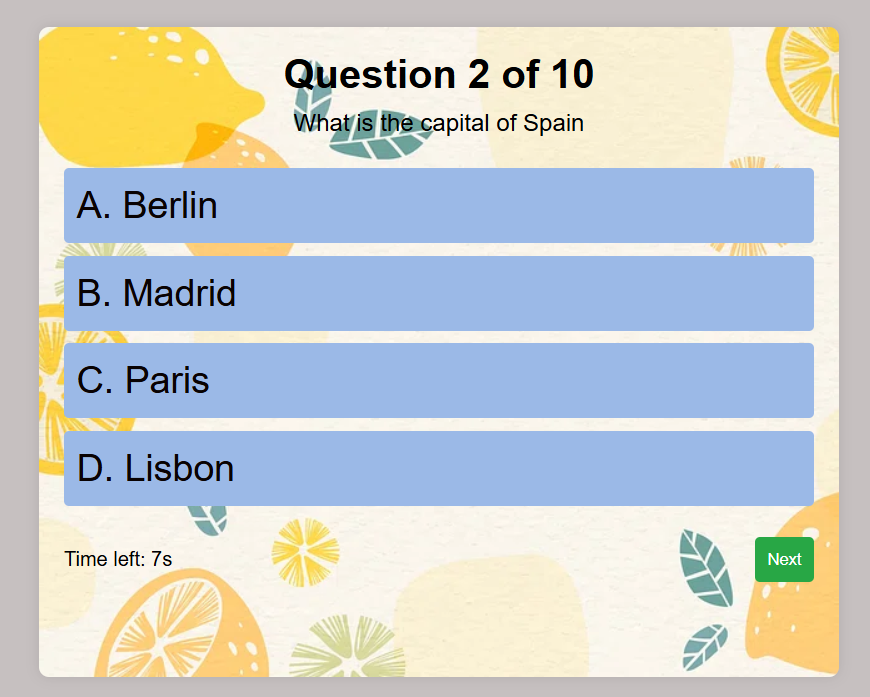 Question 2 of 10
What is the capital of Spain
A. Berlin
B. Madrid
C. Paris
D. Lisbon
Time left: 7s
Next